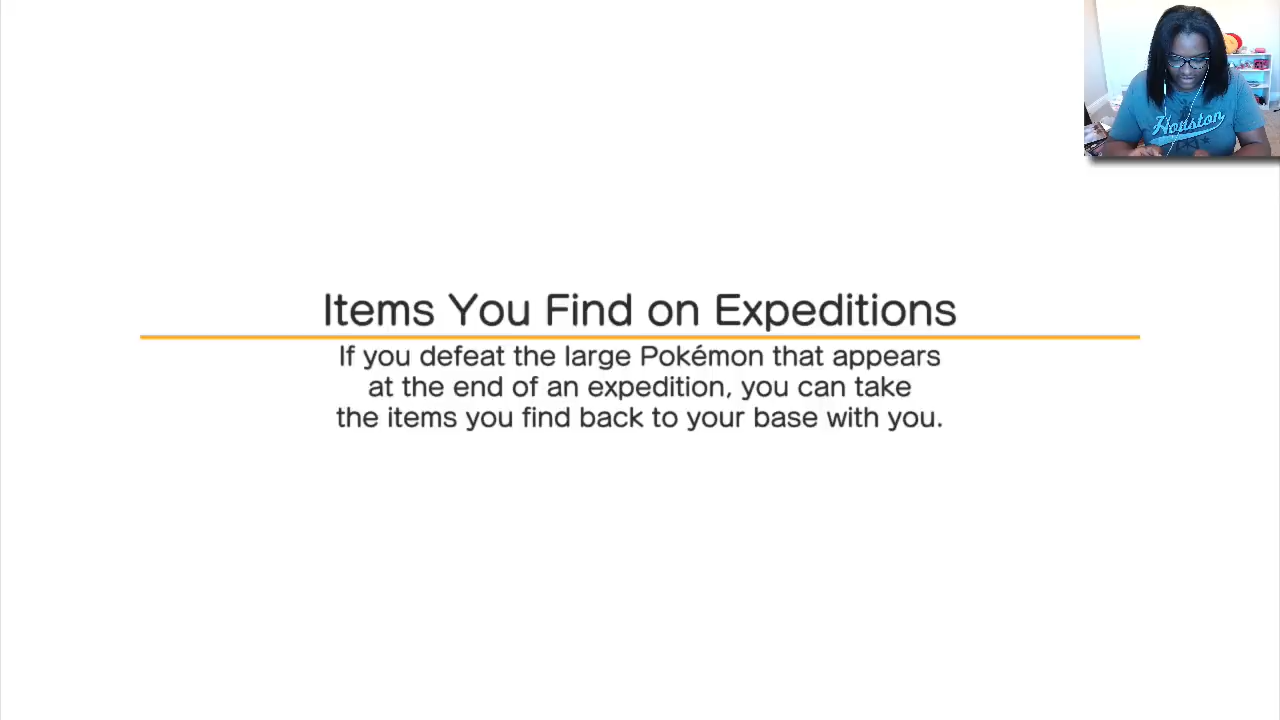 Houston
Items You Find on Expeditions
If you defeat the large Pokémon that appears
at the end of an expedition, you can take
the items you find back to your base with you.